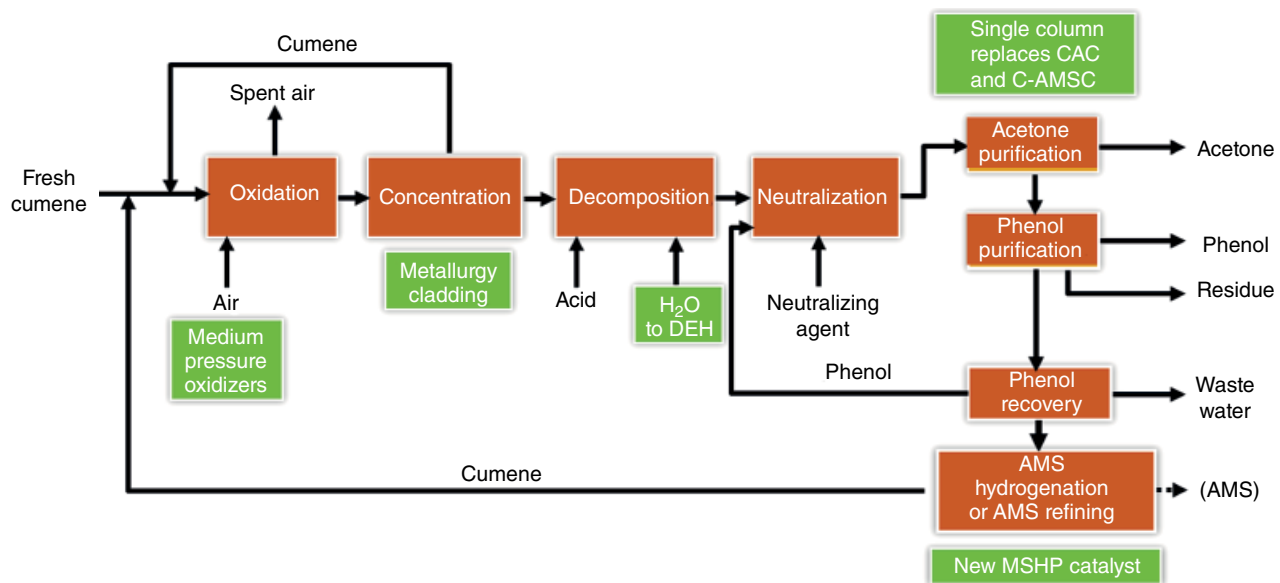 Cumene
Spent air
Single column
replaces CAC
and C-AMSC
Fresh
cumene
Oxidation
Concentration
Decomposition
Neutralization
Acetone
purification
Acetone
Phenol
purification
Phenol
Residue
Air
Medium
pressure
oxidizers
Metallurgy
cladding
Acid
H₂O
to DEH
Neutralizing
agent
Phenol
Phenol
recovery
Waste
water
Cumene
AMS
hydrogenation
or AMS refining
(AMS)
New MSHP catalyst